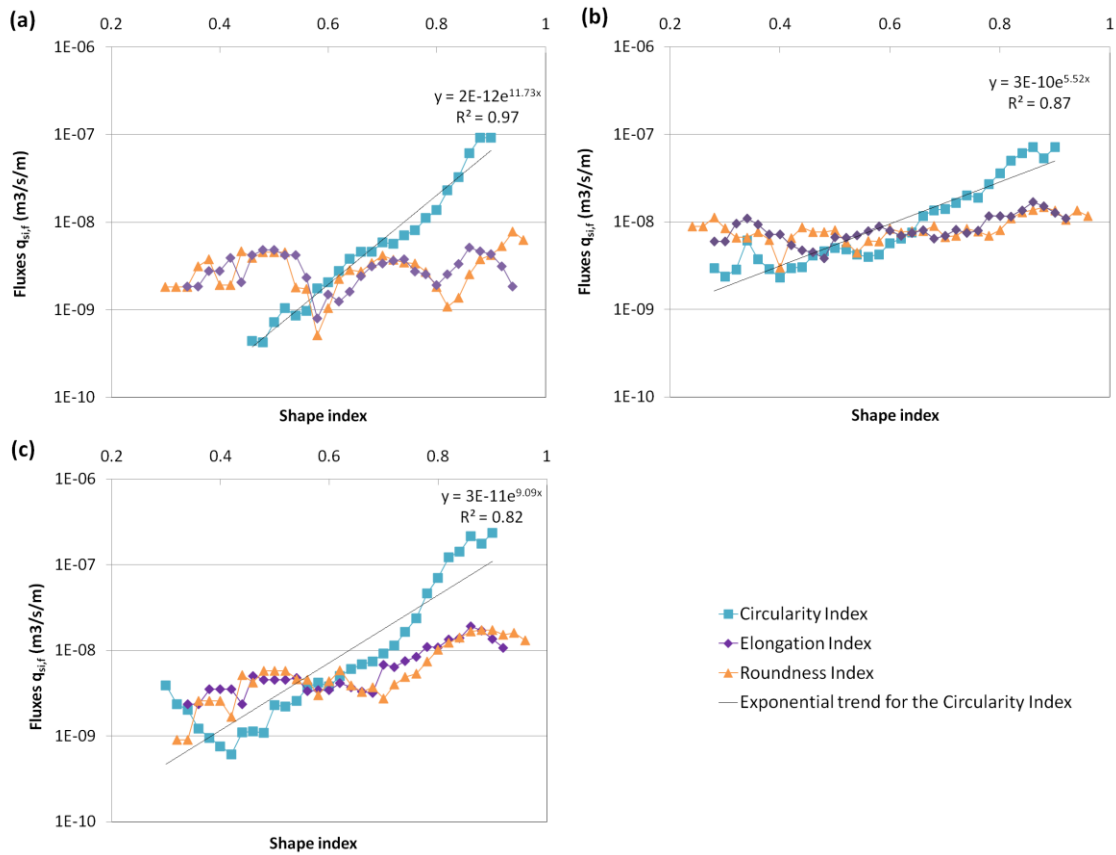 (a)
0.2 0.4 0.6 0.8 1
1E-06
1E-07
1E-08
1E-09
1E-10
Fluxes qsi,f (m3/s/m)
y = 2E-12e11.73x
R² = 0.97
Shape index
(b)
0.2 0.4 0.6 0.8 1
1E-06
1E-07
1E-08
1E-09
1E-10
Fluxes qsi,f (m3/s/m)
y = 3E-10e5.52x
R² = 0.87
Shape index
(c)
0.2 0.4 0.6 0.8 1
1E-06
1E-07
1E-08
1E-09
1E-10
Fluxes qsi,f (m3/s/m)
y = 3E-11e9.09x
R² = 0.82
Shape index
Circularity Index
Elongation Index
Roundness Index
Exponential trend for the Circularity Index